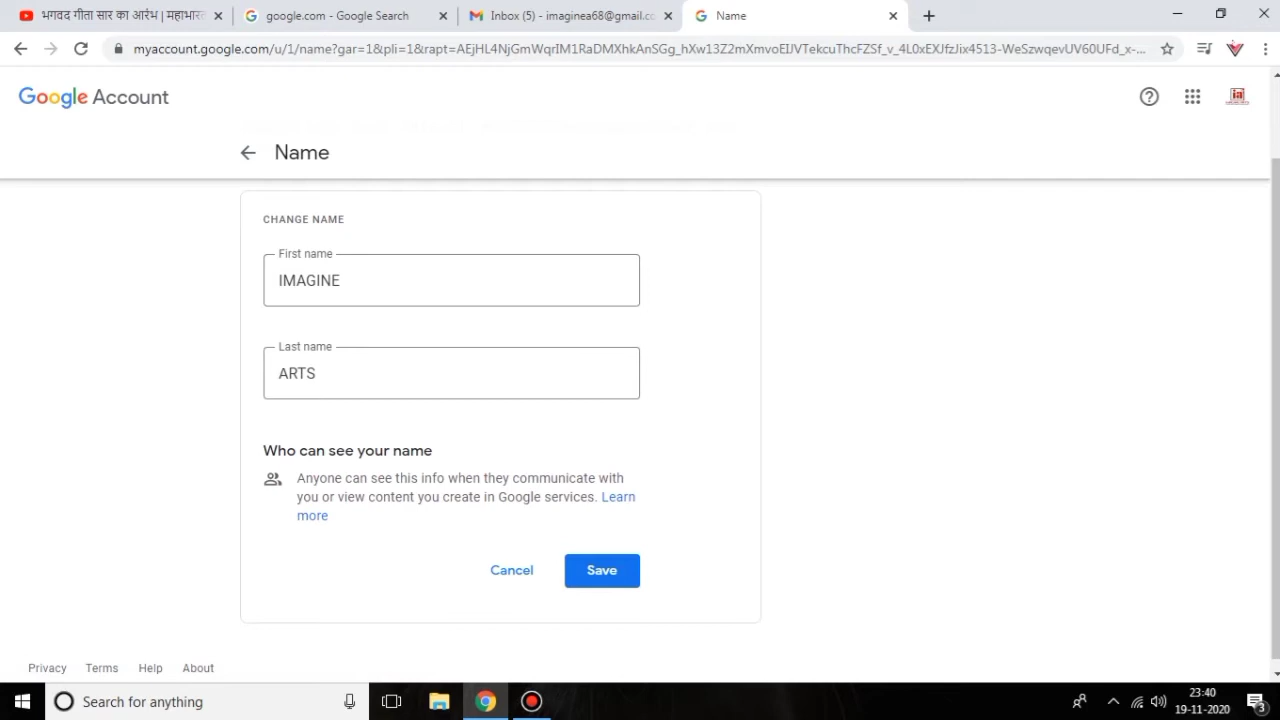 भगवद गीता सार का आरंभ | महाभारत
google.com - Google Search
Inbox (5) - imaginea68@gmail.co
Name
myaccount.google.com/u/1/name?gar=1&pli=1&rapt=AEjHL4NjGmWqrIM1RaDMXhkAnSGg_hXw13Z2mXmvoEIJVTekcuThcFZSf_v_4L0xEXJfzJix4513-WeSzwqevUV60UFd_x-...
Google Account
Name
CHANGE NAME
First name
IMAGINE
Last name
ARTS
Who can see your name
Anyone can see this info when they communicate with
you or view content you create in Google services. Learn
more
Cancel
Save
Privacy
Terms
Help
About
Search for anything
23:40
19-11-2020
3